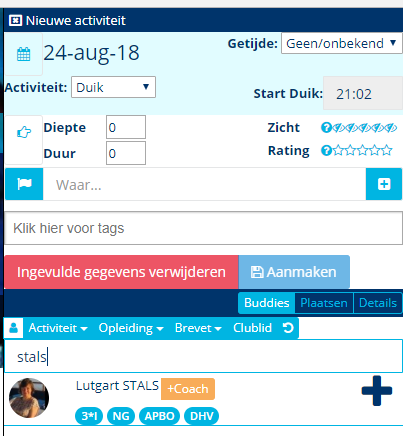 Nieuwe activiteit
24-aug-18
Getijde: Geen/onbekend
Activiteit: Duik
Start Duik: 21:02
Diepte 0
Zicht
Duur 0
Rating
Waar...
Klik hier voor tags
Ingevulde gegevens verwijderen Aanmaken
Buddies Plaatsen Details
Activiteit Opleiding Brevet Clublid
stals
Lutgart STALS +Coach
3*I NG APBO DHV